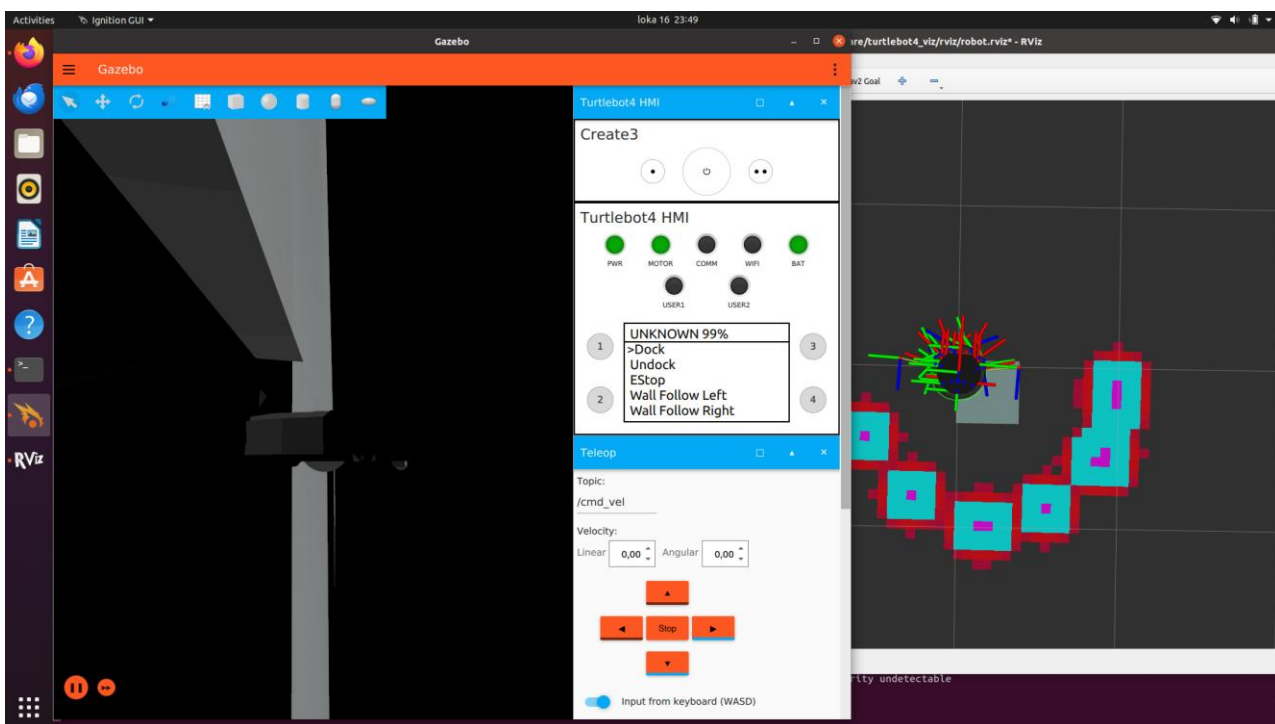 Activities
Ignition GUI
loka 16 23:49
Gazebo
are/turtlebot4_viz/rviz/robot.rviz* - RViz
Gazebo
av2 Goal
Turtlebot4 HMI
Create3
Turtlebot4 HMI
PWR MOTOR COMM WIFI BAT
USER1 USER2
1
2
UNKNOWN 99%
>Dock
Undock
EStop
Wall Follow Left
Wall Follow Right
3
4
RViz
Teleop
Topic:
/cmd_vel
Velocity:
Linear 0,00 Angular 0,00
Stop
Input from keyboard (WASD)
rity undetectable